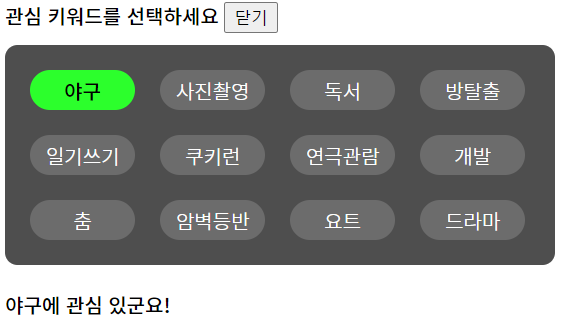 관심 키워드를 선택하세요 닫기
야구 사진촬영 독서 방탈출
일기쓰기 쿠키런 연극관람 개발
춤 암벽등반 요트 드라마
야구에 관심 있군요!